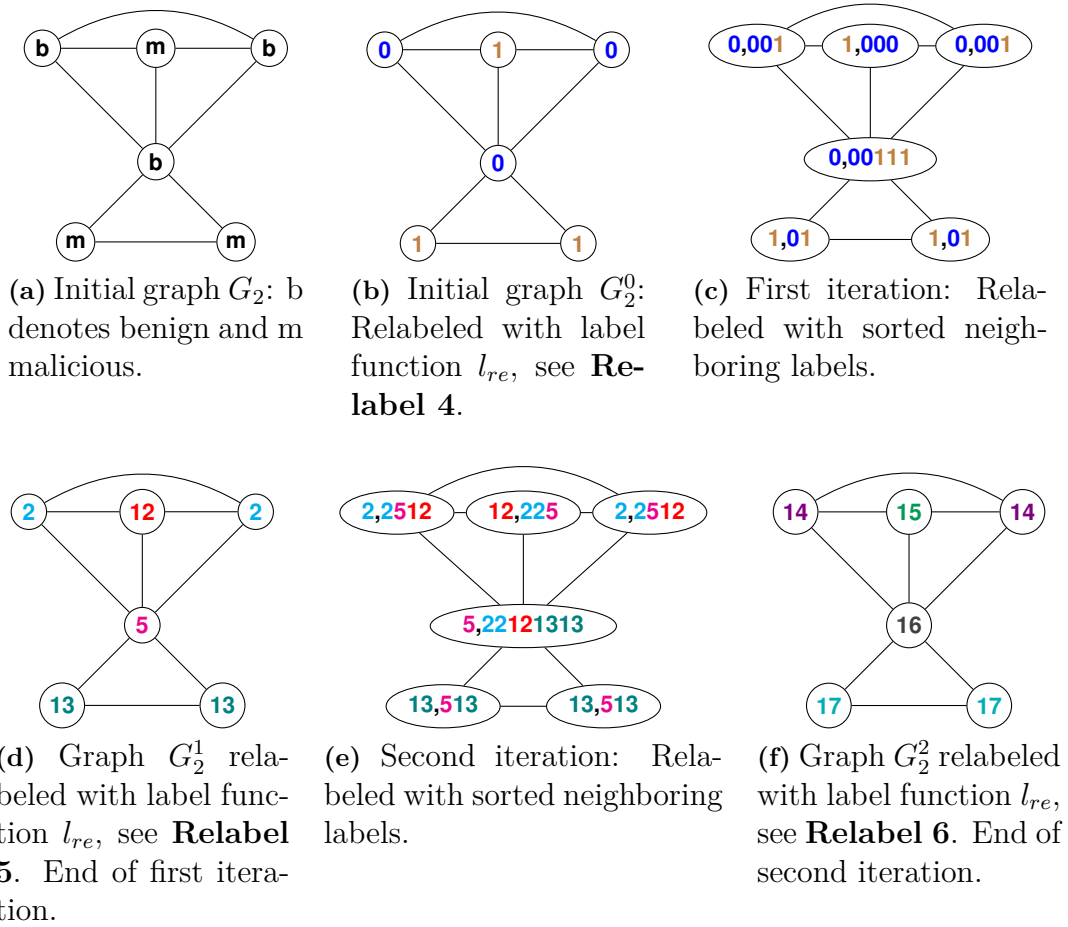 b m b
b
m m
0 1 0
0
1 1
0,001 1,000 0,001
0,00111
1,01 1,01
(a) Initial graph G₂: b
denotes benign and m
malicious.
(b) Initial graph G₂⁰:
Relabeled with label
function lᵣₑ, see Re-
label 4.
(c) First iteration: Rela-
beled with sorted neigh-
boring labels.
2 12 2
5
13 13
2,2512 12,225 2,2512
5,22121313
13,513 13,513
14 15 14
16
17 17
(d) Graph G₂¹ rela-
beled with label func-
tion lᵣₑ, see Relabel
5. End of first itera-
tion.
(e) Second iteration: Rela-
beled with sorted neighboring
labels.
(f) Graph G₂² relabeled
with label function lᵣₑ,
see Relabel 6. End of
second iteration.